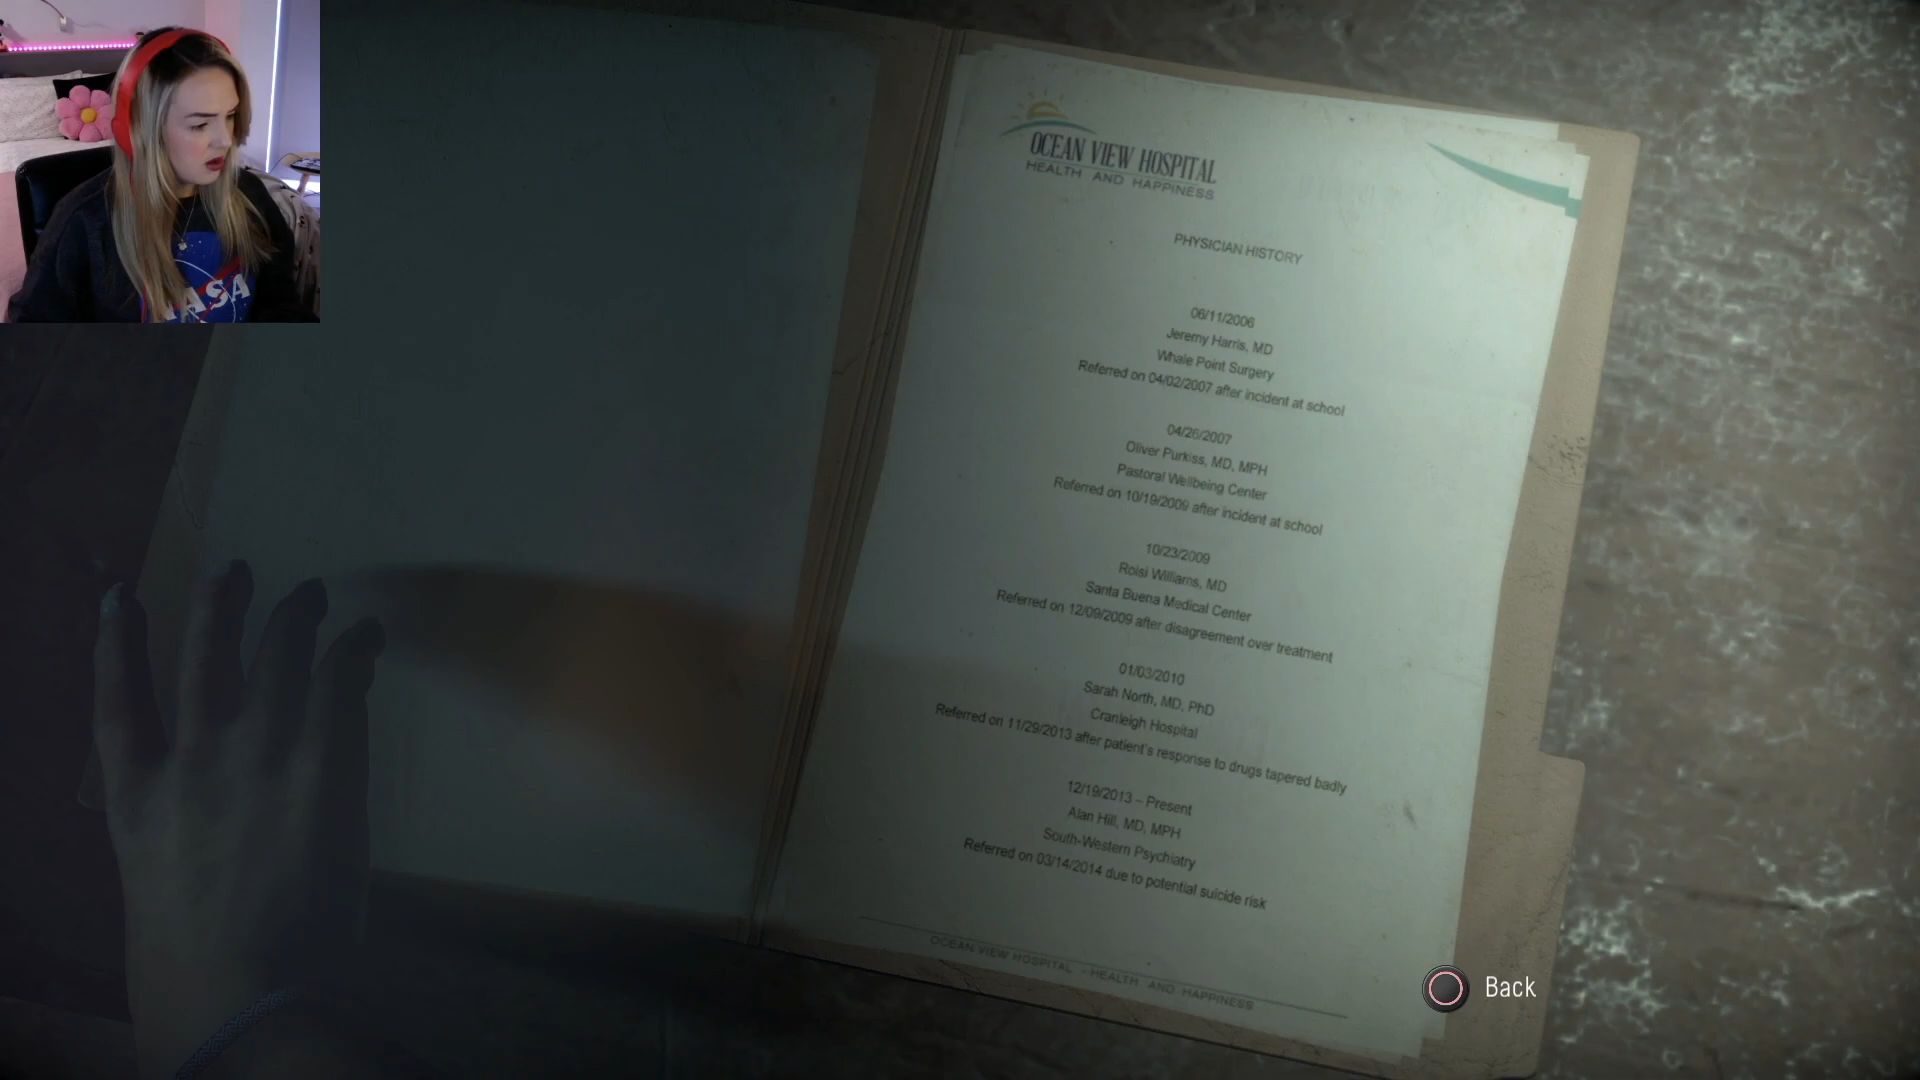 OCEAN VIEW HOSPITAL
HEALTH AND HAPPINESS
PHYSICIAN HISTORY
06/11/2006
Jeremy Harris, MD
Whale Point Surgery
Referred on 04/02/2007 after incident at school
04/26/2007
Oliver Purkiss, MD, MPH
Pastoral Wellbeing Center
Referred on 10/19/2009 after incident at school
10/23/2009
Roisi Williams, MD
Santa Buena Medical Center
Referred on 12/09/2009 after disagreement over treatment
01/03/2010
Sarah North, MD, PhD
Cranleigh Hospital
Referred on 11/29/2013 after patient's response to drugs tapered badly
12/19/2013 – Present
Alan Hill, MD, MPH
South-Western Psychiatry
Referred on 03/14/2014 due to potential suicide risk
OCEAN VIEW HOSPITAL - HEALTH AND HAPPINESS
Back
ASA